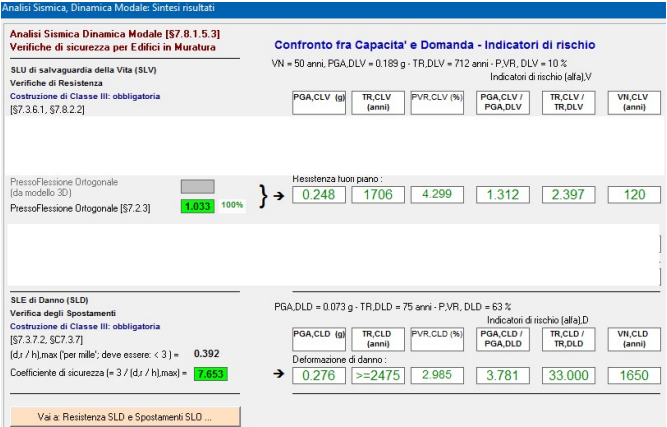 Analisi Sismica, Dinamica Modale: Sintesi risultati
Analisi Sismica Dinamica Modale [§7.8.1.5.3]
Verifiche di sicurezza per Edifici in Muratura
Confronto fra Capacita' e Domanda - Indicatori di rischio
SLU di salvaguardia della Vita (SLV)
Verifiche di Resistenza
Costruzione di Classe III: obbligatoria
[§7.3.6.1, §7.8.2.2]
VN = 50 anni, PGA,DLV = 0.189 g - TR,DLV = 712 anni - P,VR, DLV = 10 %
Indicatori di rischio (alfa),V
PGA,CLV (g) TR,CLV (anni) PVR,CLV (%) PGA,CLV / PGA,DLV TR,CLV / TR,DLV VN,CLV (anni)
PressoFlessione Ortogonale
(da modello 3D)
PressoFlessione Ortogonale [§7.2.3] 1.033 100%
Resistenza fuori piano :
} → 0.248 1706 4.299 1.312 2.397 120
SLE di Danno (SLD)
Verifica degli Spostamenti
Costruzione di Classe III: obbligatoria
[§7.3.7.2, §C7.3.7]
(d,r / h),max ('per mille'; deve essere: < 3 ) = 0.392
Coefficiente di sicurezza (= 3 / (d,r / h),max) = 7.653
PGA,DLD = 0.073 g - TR,DLD = 75 anni - P,VR, DLD = 63 %
Indicatori di rischio (alfa),D
PGA,CLD (g) TR,CLD (anni) PVR,CLD (%) PGA,CLD / PGA,DLD TR,CLD / TR,DLD VN,CLD (anni)
Deformazione di danno :
→ 0.276 >=2475 2.985 3.781 33.000 1650
Vai a: Resistenza SLD e Spostamenti SLO ...